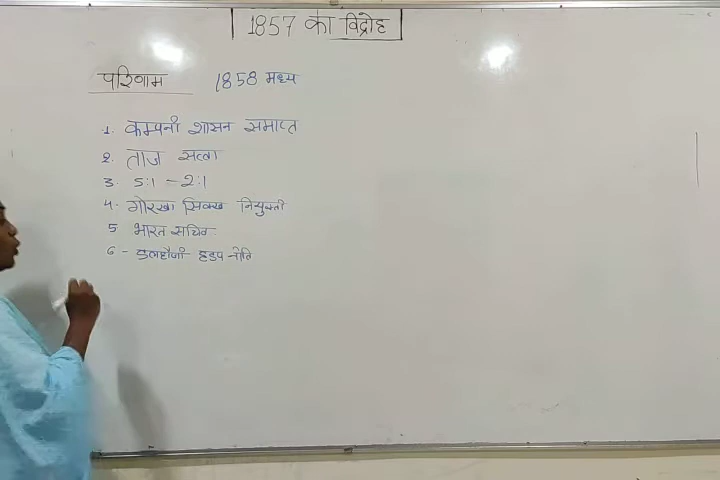 1857 का विद्रोह
परिणाम 1858 मध्य
1. कम्पनी शासन समाप्त
2. ताज सत्ता
3. 5:1 - 2:1
4- गोरखा सिक्ख नियुक्ती
5 भारत सचिव
6 - डलहौजी हडप नीति